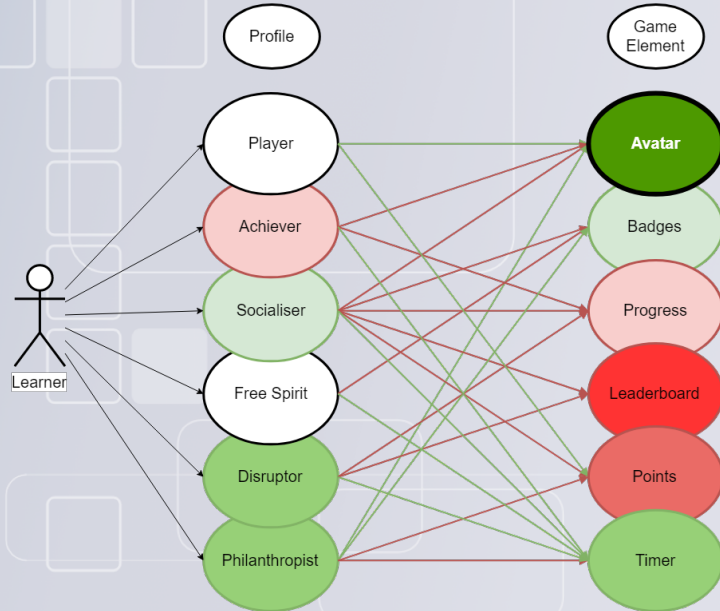 Profile
Game
Element
Player
Avatar
Achiever
Badges
Socialiser
Progress
Learner
Free Spirit
Leaderboard
Disruptor
Points
Philanthropist
Timer